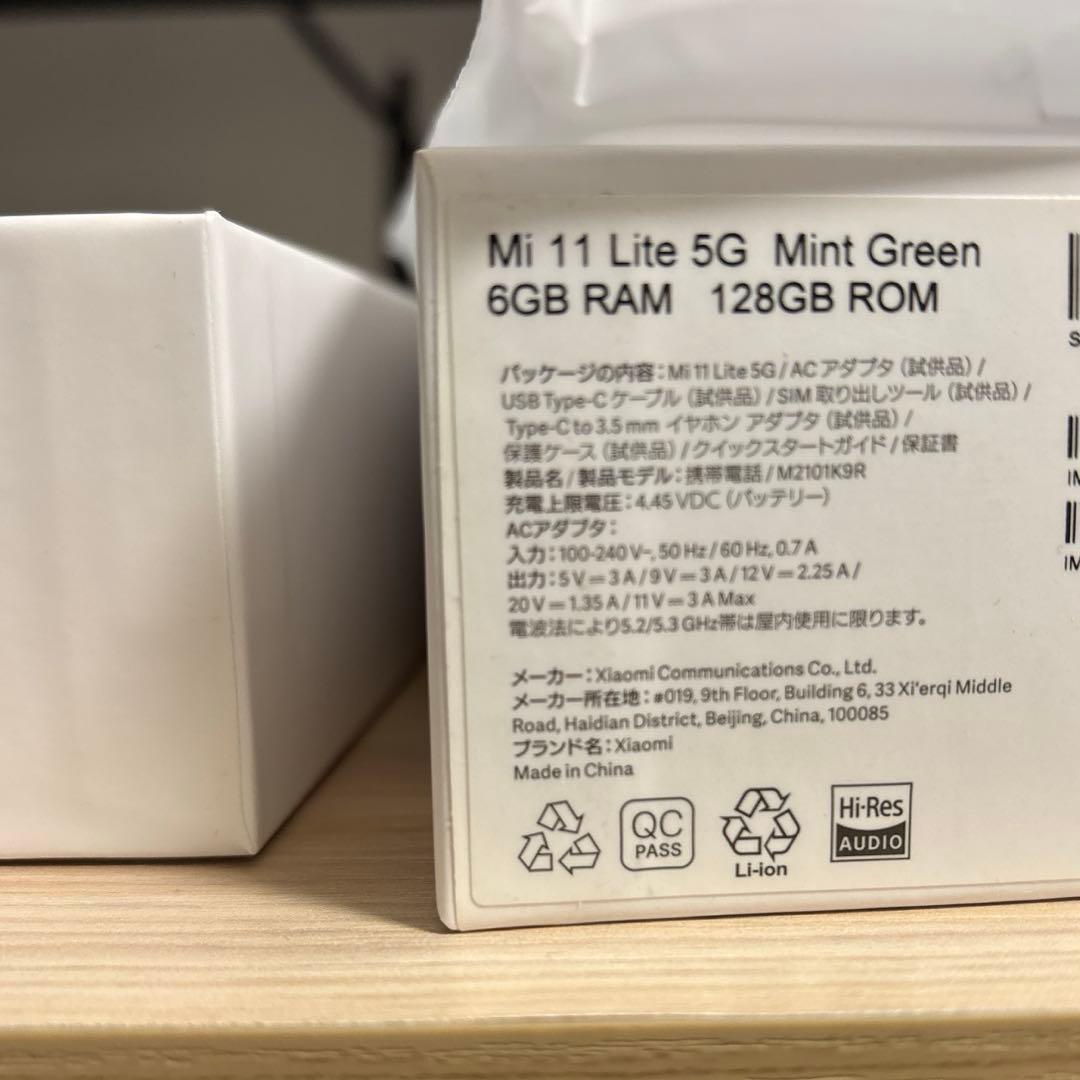 Mi 11 Lite 5G Mint Green
6GB RAM 128GB ROM
パッケージの内容：Mi 11 Lite 5G / AC アダプタ（試供品）/
USB Type-C ケーブル（試供品）/ SIM 取り出しツール（試供品）/
Type-C to 3.5 mm イヤホン アダプタ（試供品）/
保護ケース（試供品）/ クイックスタートガイド / 保証書
製品名 / 製品モデル：携帯電話 / M2101K9R
充電上限電圧：4.45 VDC（バッテリー）
ACアダプタ：
入力：100-240 V~, 50 Hz / 60 Hz, 0.7 A
出力：5 V⎓3 A / 9 V⎓3 A / 12 V⎓2.25 A /
20 V⎓1.35 A / 11 V⎓3 A Max
電波法により5.2/5.3 GHz帯は屋内使用に限ります。
メーカー：Xiaomi Communications Co., Ltd.
メーカー所在地：#019, 9th Floor, Building 6, 33 Xi'erqi Middle
Road, Haidian District, Beijing, China, 100085
ブランド名：Xiaomi
Made in China
QC
PASS
Li-ion
Hi-Res
AUDIO
S
IM
IM